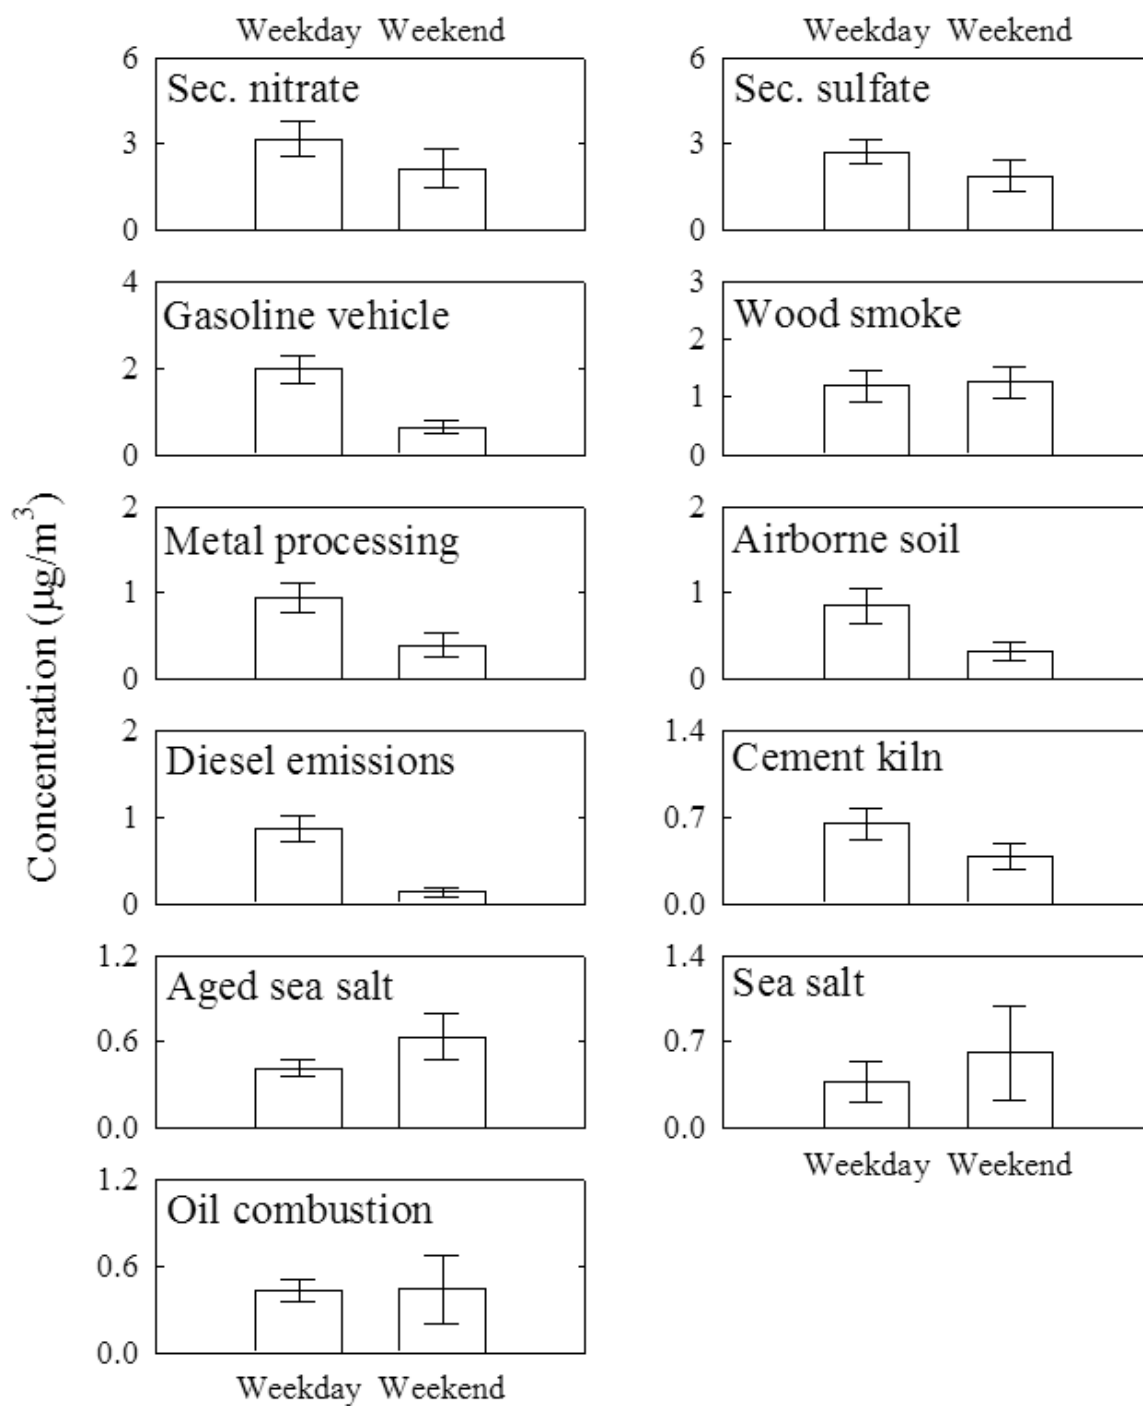 Weekday Weekend
Weekday Weekend
Concentration (μg/m³)
6
Sec. nitrate
3
0
6
Sec. sulfate
3
0
4
Gasoline vehicle
2
0
3
Wood smoke
2
1
0
2
Metal processing
1
0
2
Airborne soil
1
0
2
Diesel emissions
1
0
1.4
Cement kiln
0.7
0.0
1.2
Aged sea salt
0.6
0.0
1.4
Sea salt
0.7
0.0
Weekday Weekend
1.2
Oil combustion
0.6
0.0
Weekday Weekend